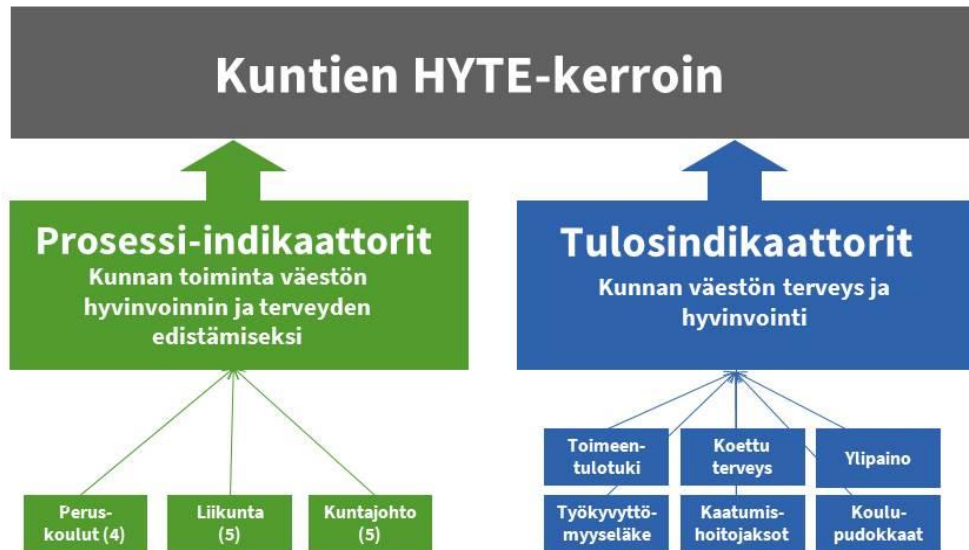 Kuntien HYTE-kerroin
Prosessi-indikaattorit
Kunnan toiminta väestön
hyvinvoinnin ja terveyden
edistämiseksi
Tulosindikaattorit
Kunnan väestön terveys ja
hyvinvointi
Perus-
koulut (4)
Liikunta
(5)
Kuntajohto
(5)
Toimeen-
tulotuki
Koettu
terveys
Ylipaino
Työkyvyttö-
myyseläke
Kaatumis-
hoitojaksot
Koulu-
pudokkaat